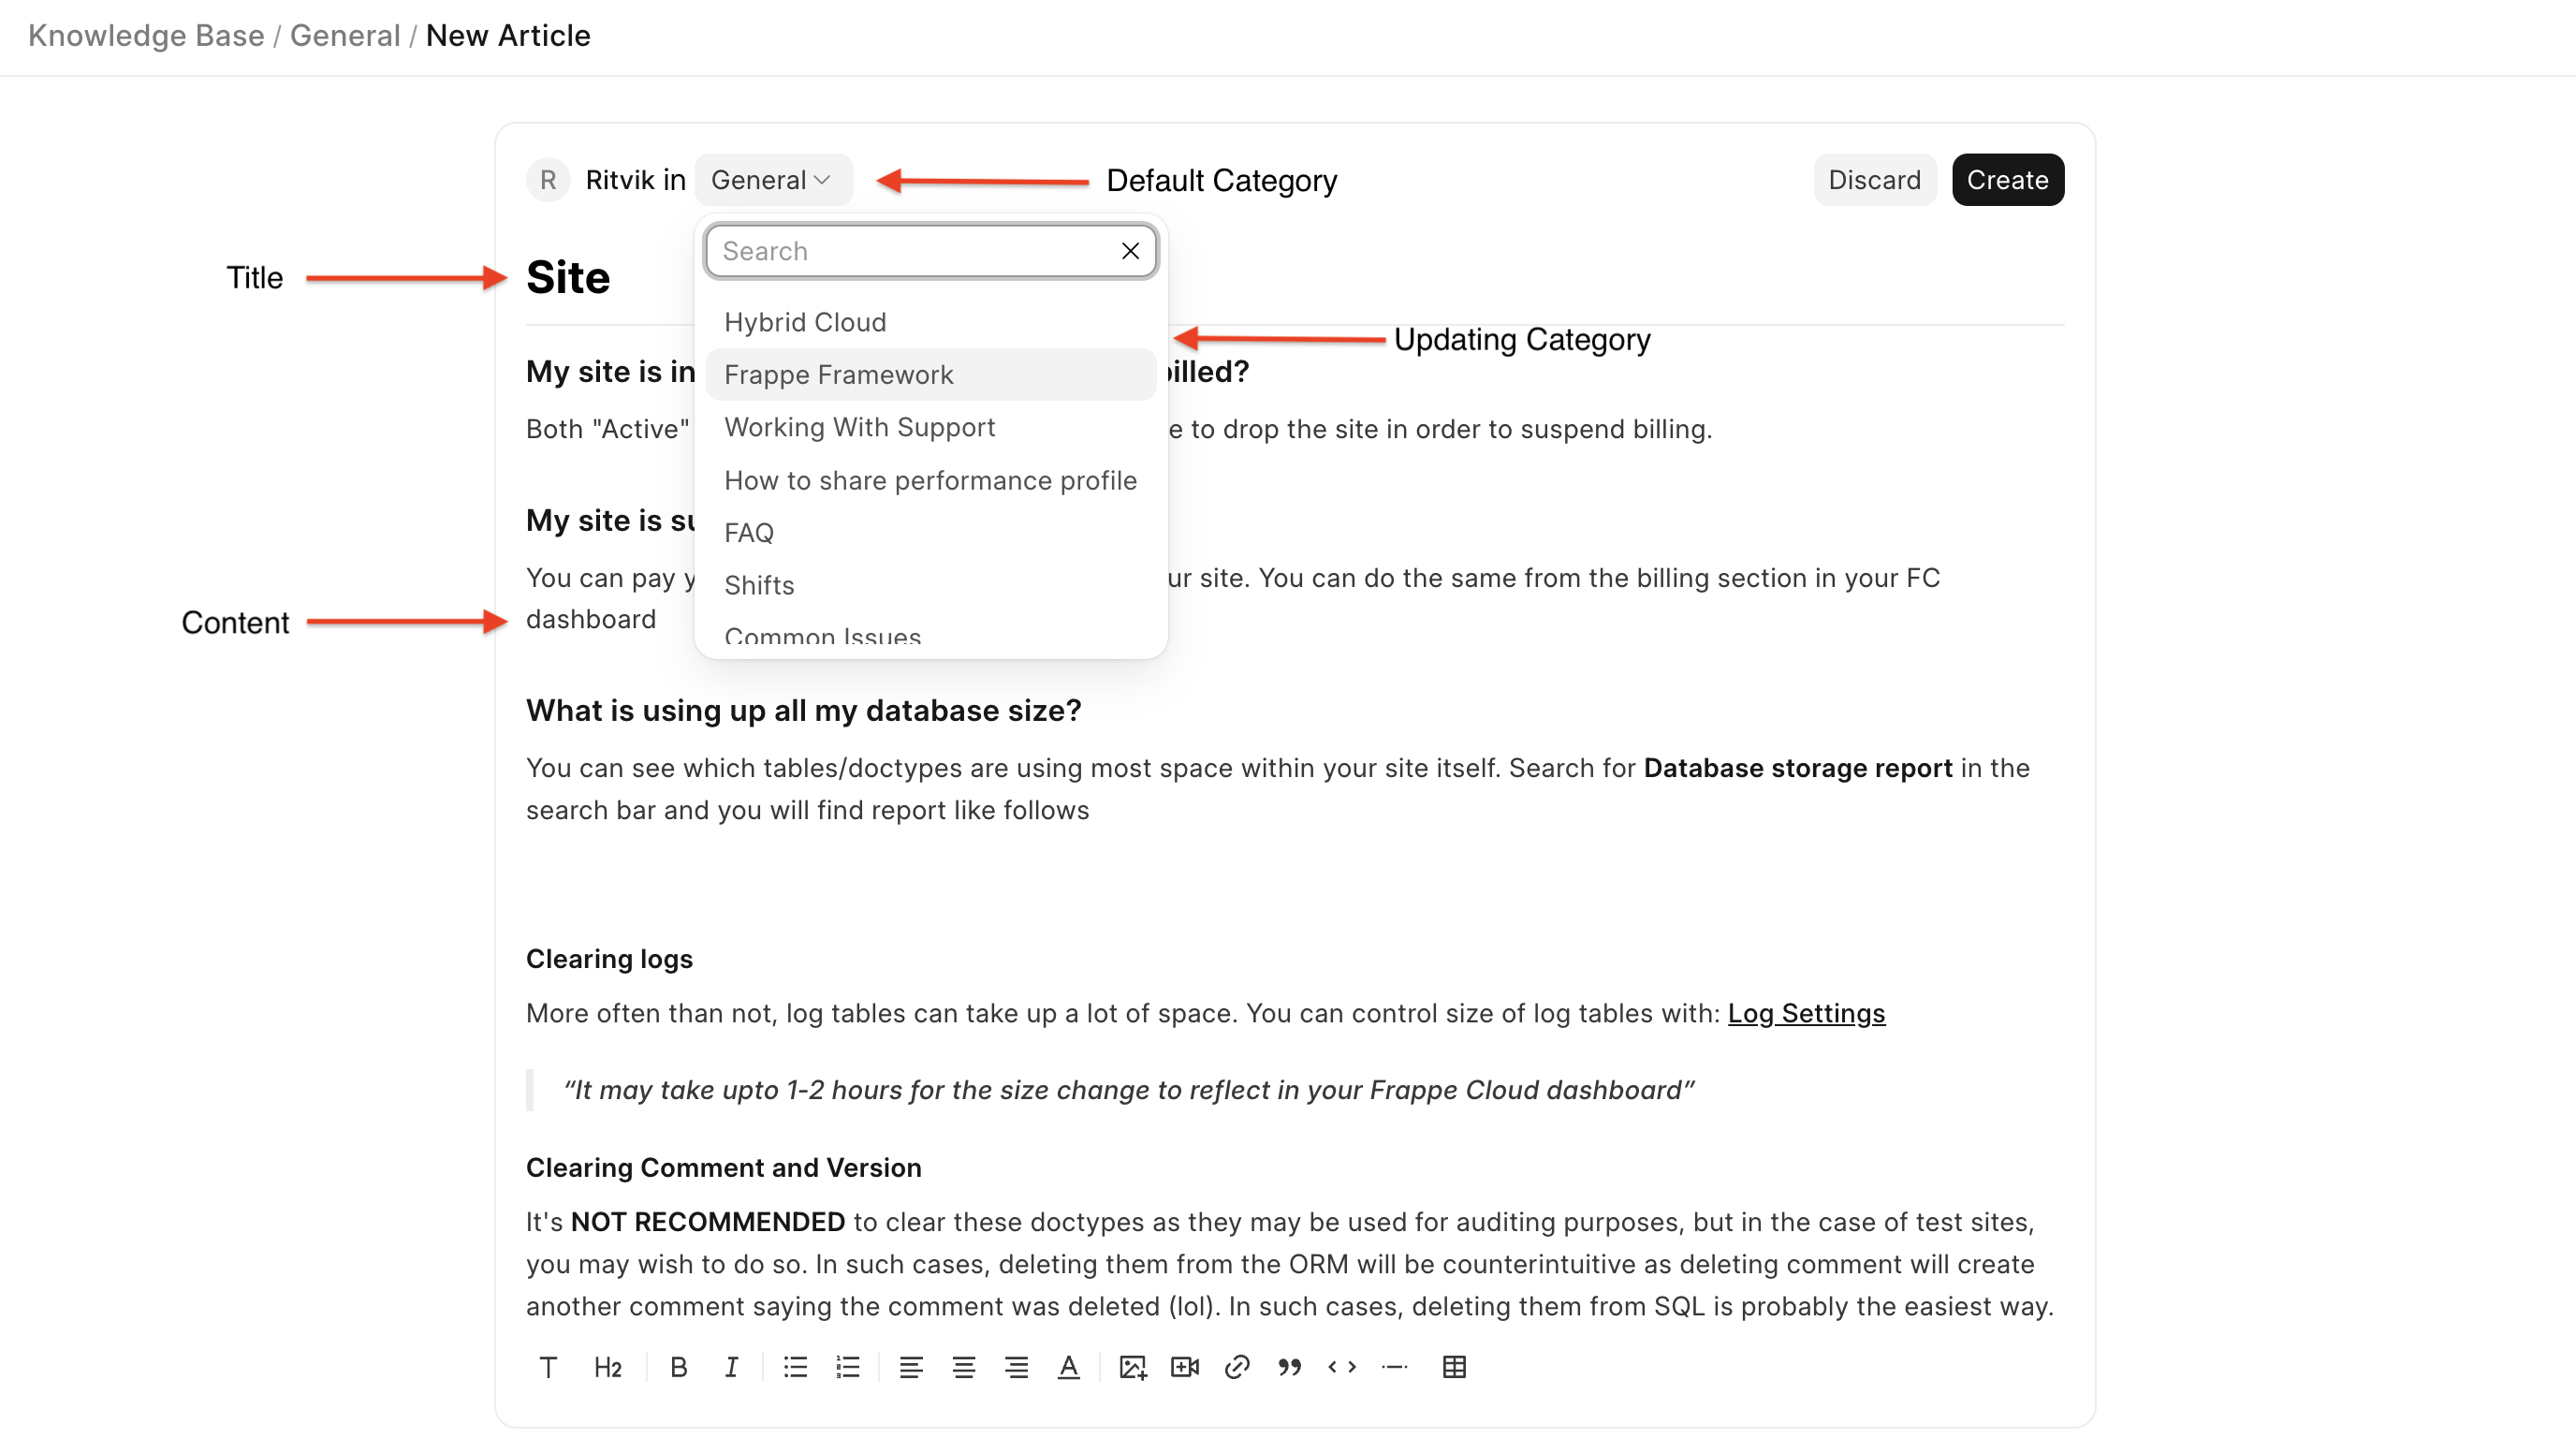 Knowledge Base / General / New Article
R Ritvik in General Default Category Discard Create
Search
Title Site
Hybrid Cloud
Updating Category
My site is in
illed?
Frappe Framework
Both "Active"
e to drop the site in order to suspend billing.
Working With Support
How to share performance profile
My site is su
FAQ
You can pay y
ur site. You can do the same from the billing section in your FC
Shifts
Content dashboard
Common Issues
What is using up all my database size?
You can see which tables/doctypes are using most space within your site itself. Search for Database storage report in the
search bar and you will find report like follows
Clearing logs
More often than not, log tables can take up a lot of space. You can control size of log tables with: Log Settings
“It may take upto 1-2 hours for the size change to reflect in your Frappe Cloud dashboard”
Clearing Comment and Version
It's NOT RECOMMENDED to clear these doctypes as they may be used for auditing purposes, but in the case of test sites,
you may wish to do so. In such cases, deleting them from the ORM will be counterintuitive as deleting comment will create
another comment saying the comment was deleted (lol). In such cases, deleting them from SQL is probably the easiest way.
T H2 B I A